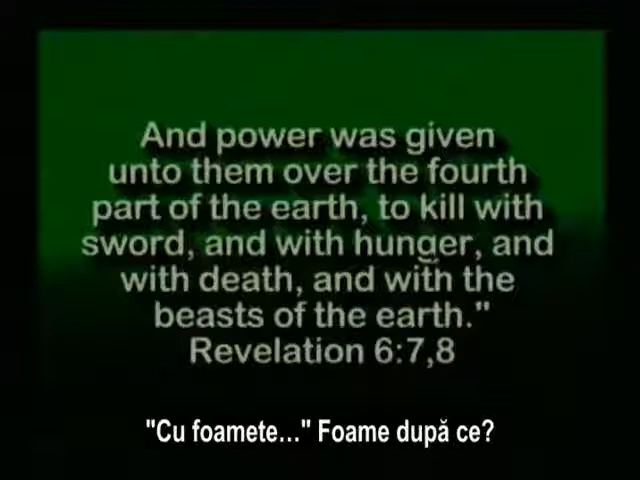 And power was given
unto them over the fourth
part of the earth, to kill with
sword, and with hunger, and
with death, and with the
beasts of the earth."
Revelation 6:7,8
"Cu foamete…" Foame după ce?